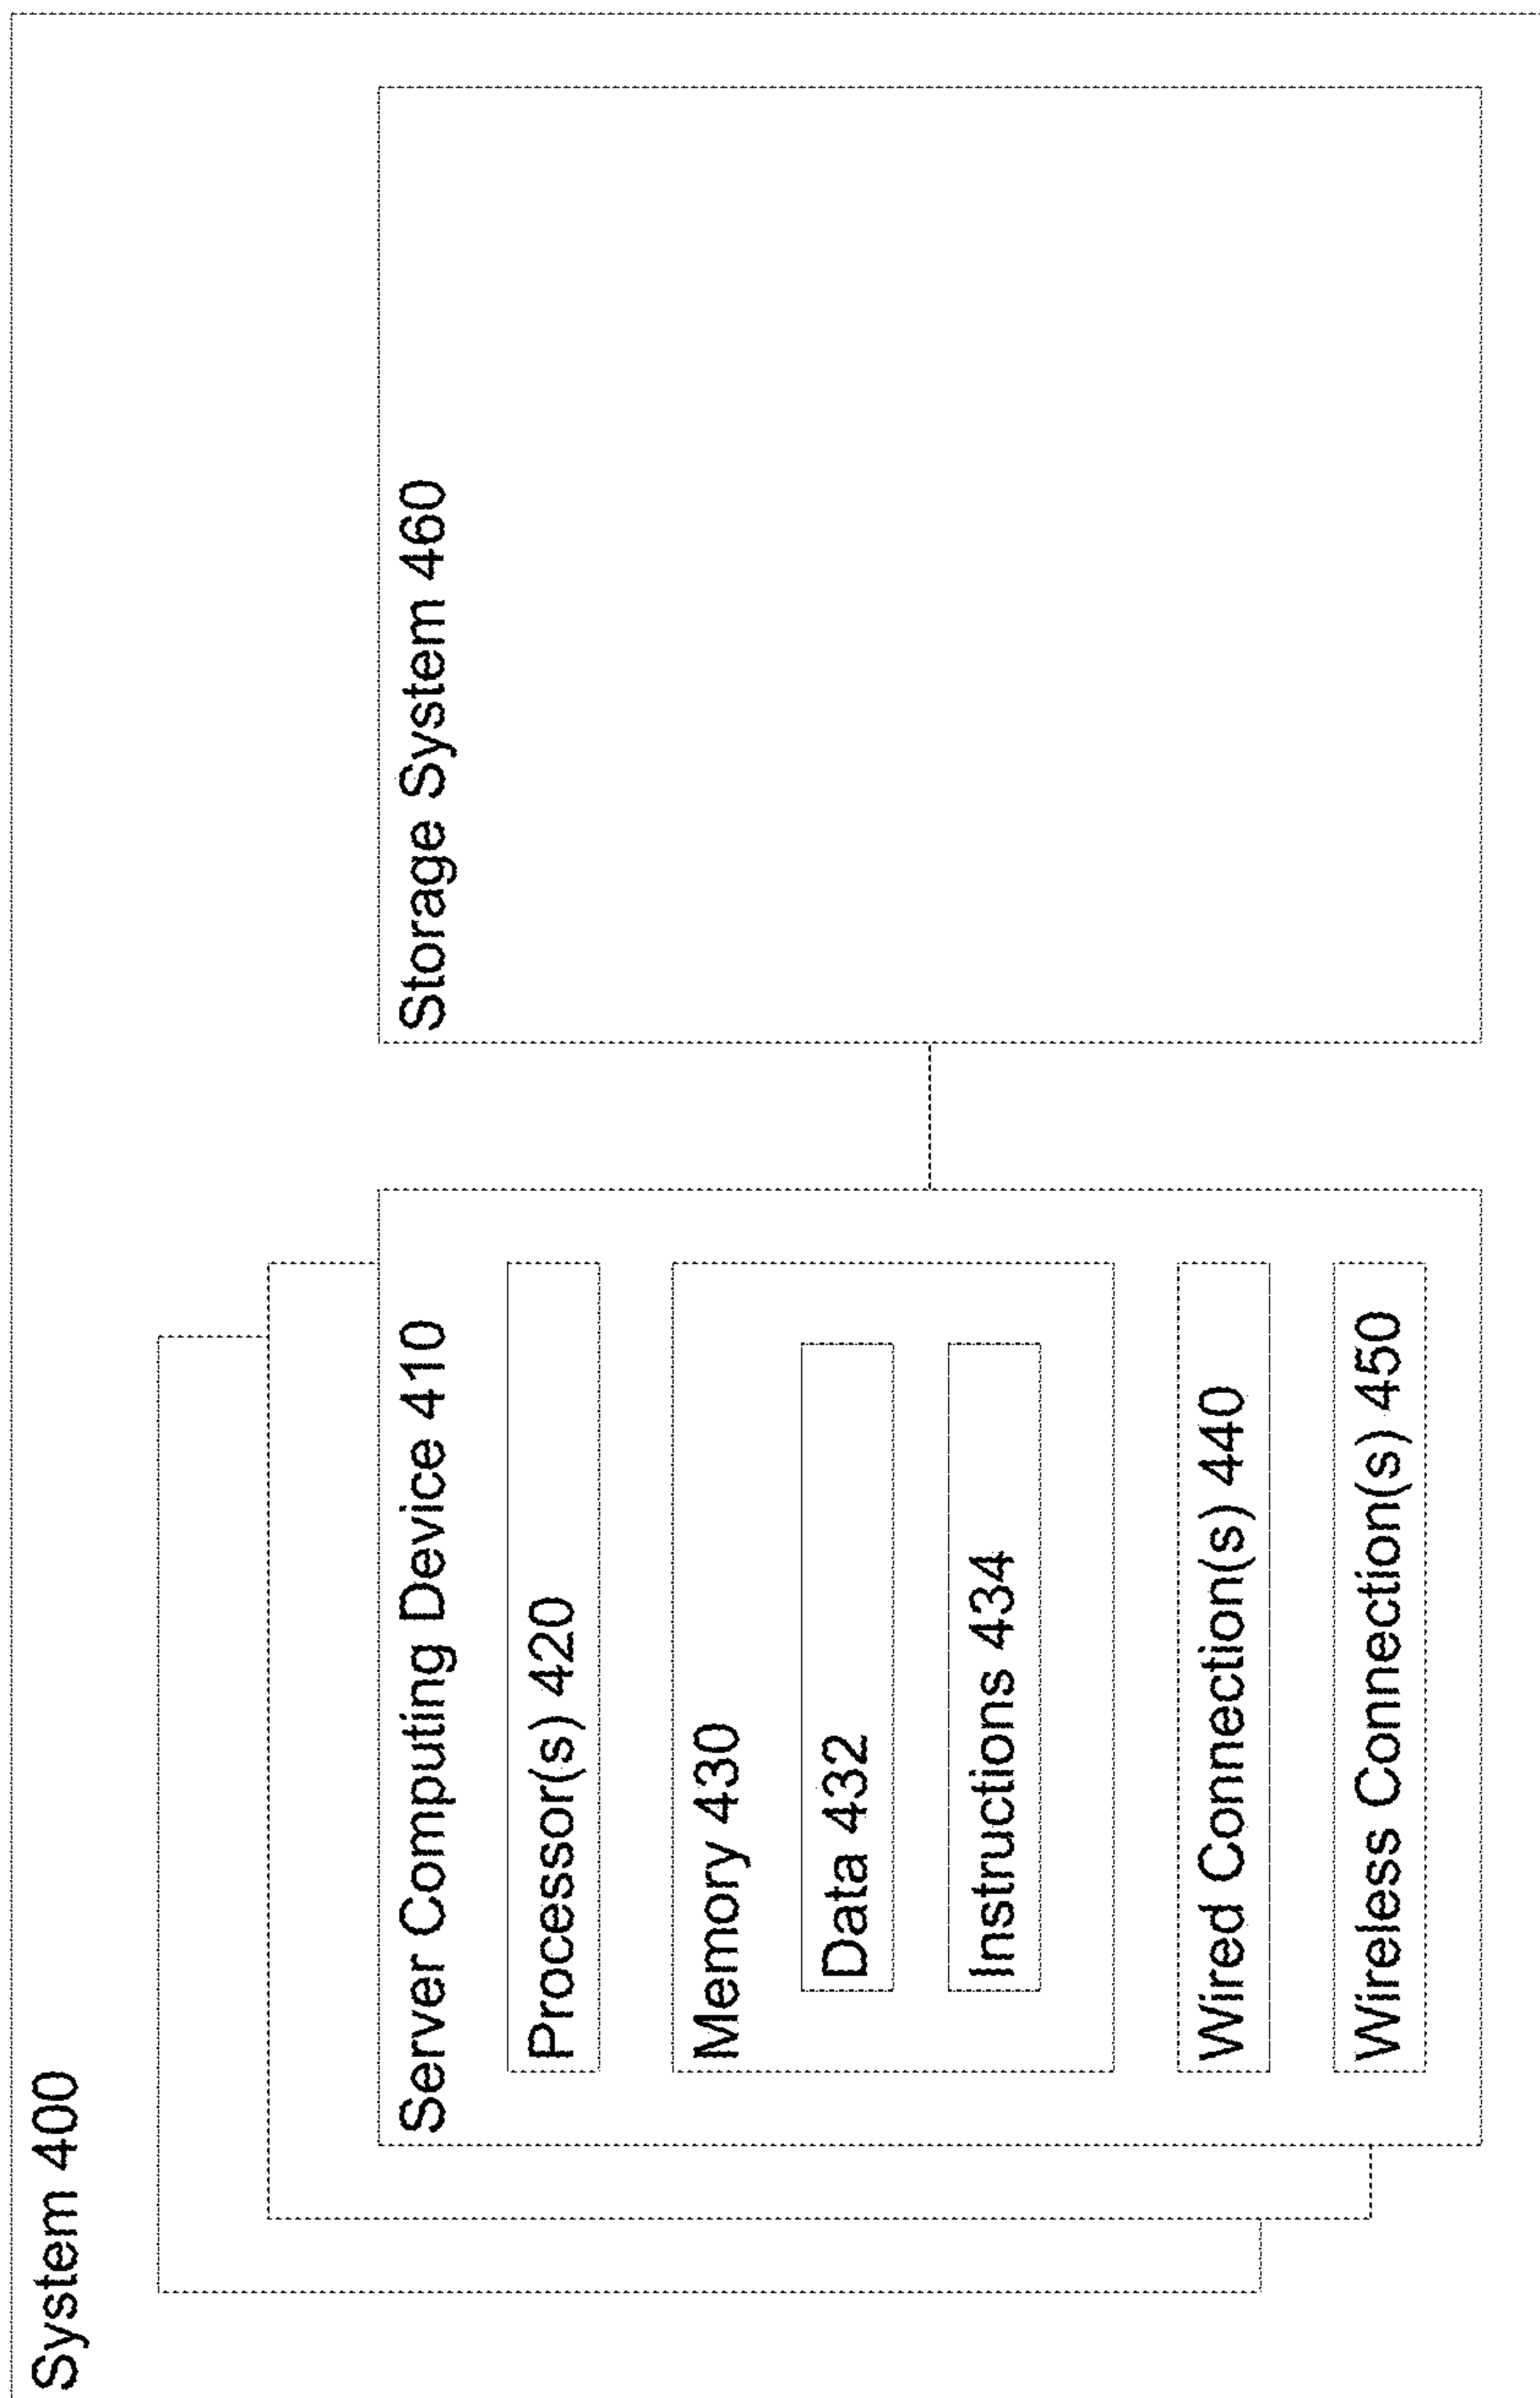 System 400
Server Computing Device 410
Processor(s) 420
Memory 430
Data 432
Instructions 434
Wired Connection(s) 440
Wireless Connection(s) 450
Storage System 460